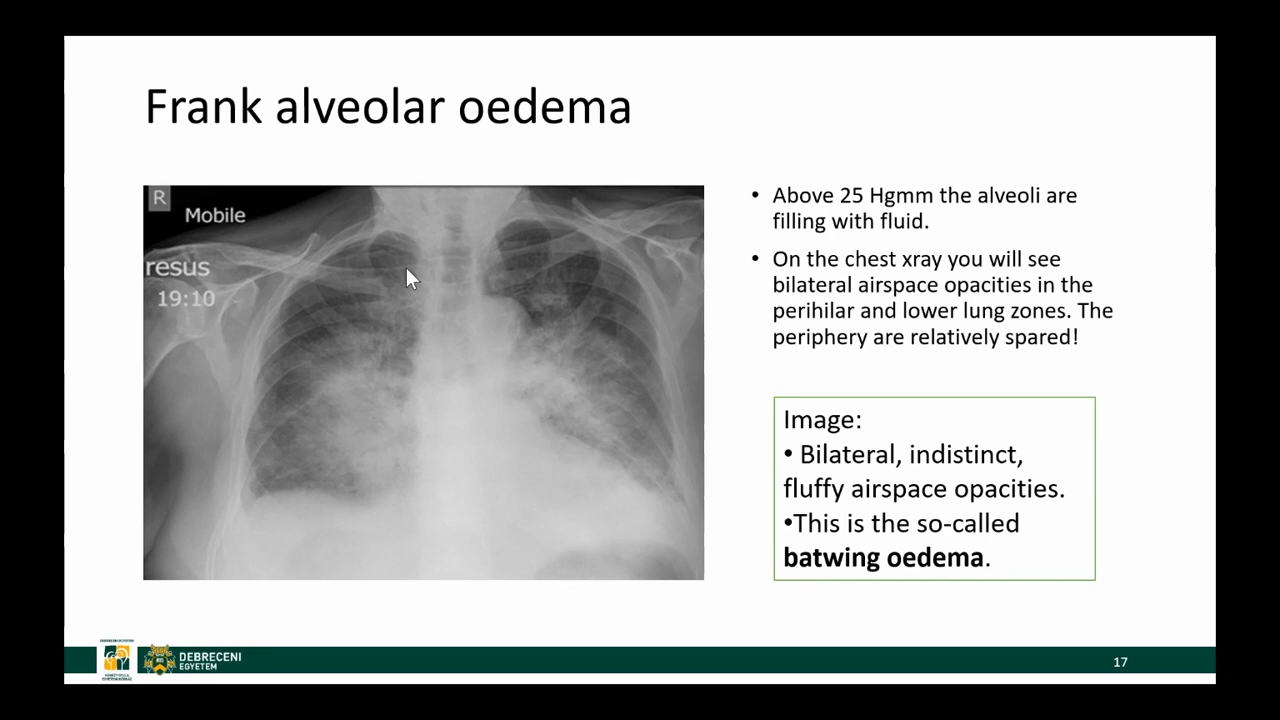 Frank alveolar oedema
R
Mobile
resus
19:10
• Above 25 Hgmm the alveoli are
filling with fluid.
• On the chest xray you will see
bilateral airspace opacities in the
perihilar and lower lung zones. The
periphery are relatively spared!
Image:
• Bilateral, indistinct,
fluffy airspace opacities.
•This is the so-called
batwing oedema.
DEBRECENI
EGYETEM
17